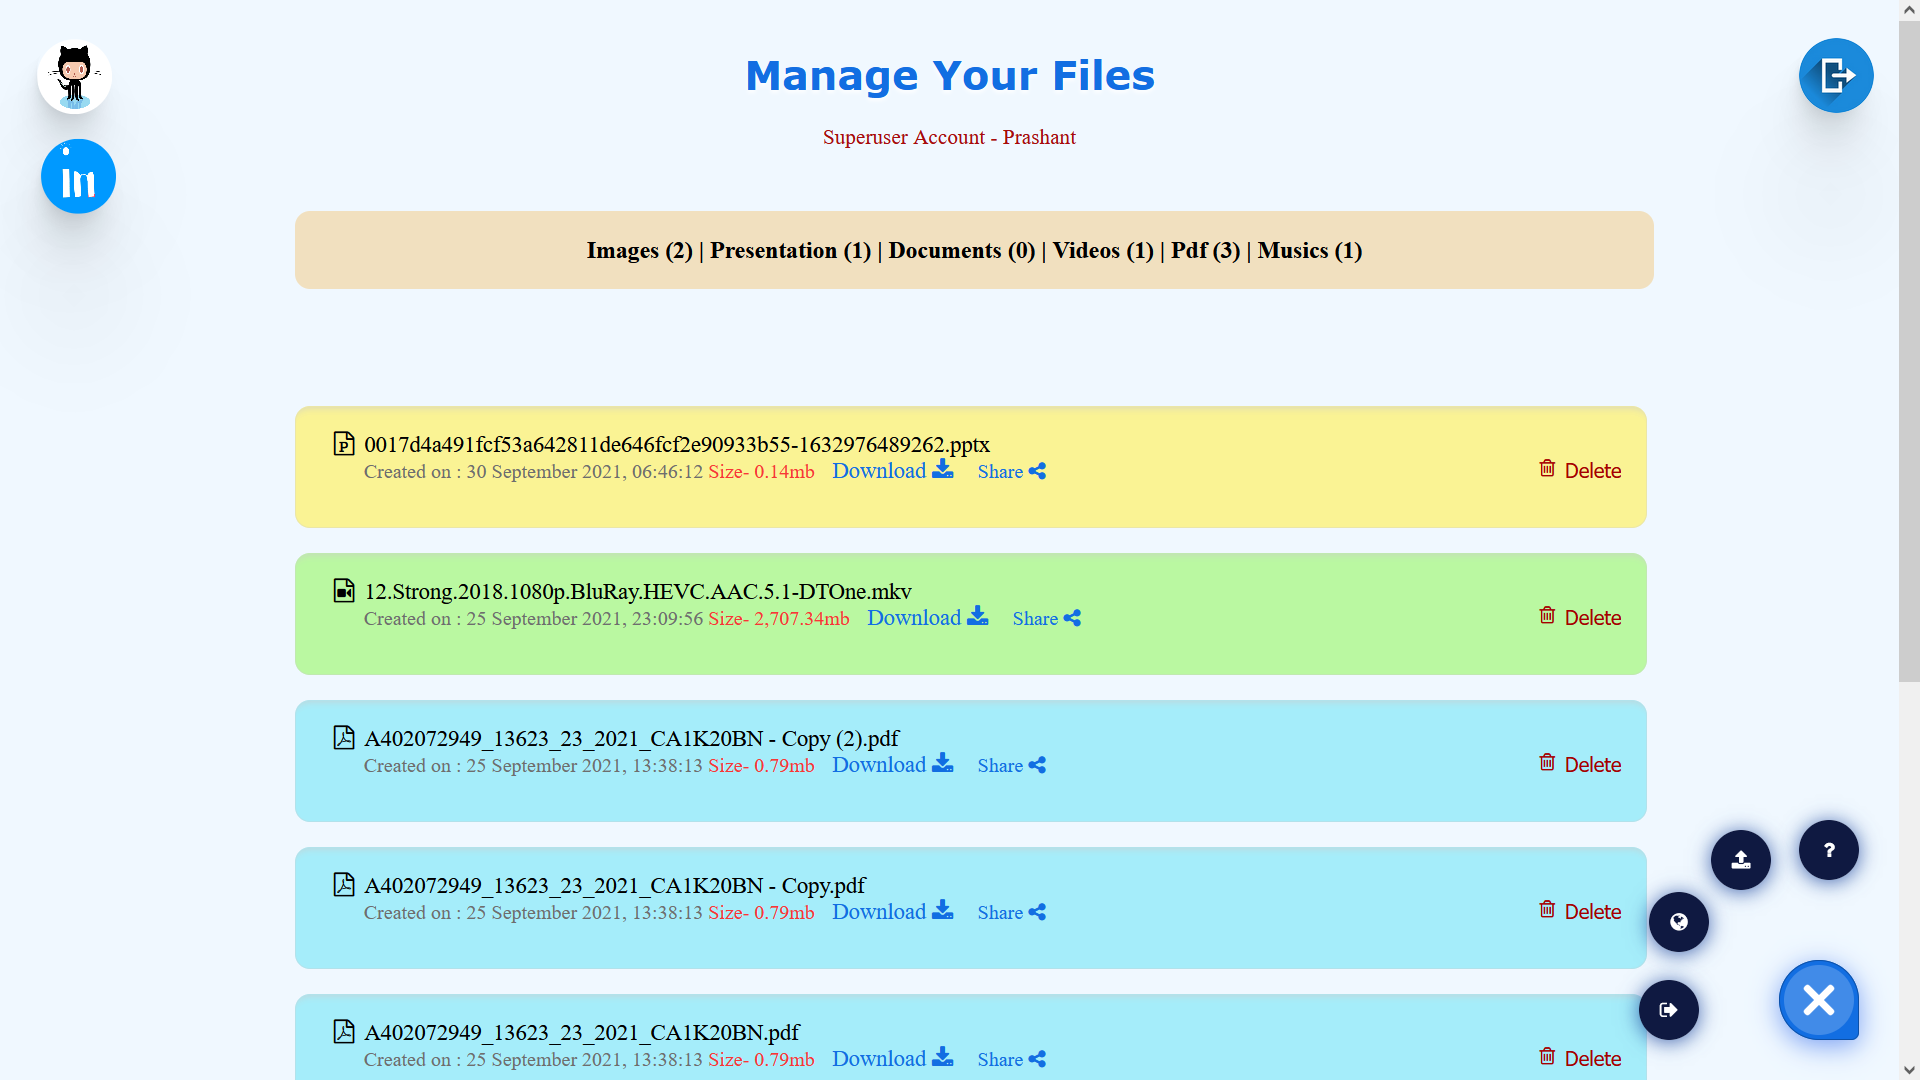 Manage Your Files
Superuser Account - Prashant
in
Images (2) | Presentation (1) | Documents (0) | Videos (1) | Pdf (3) | Musics (1)
0017d4a491fcf53a642811de646fcf2e90933b55-1632976489262.pptx
Created on : 30 September 2021, 06:46:12 Size- 0.14mb Download Share Delete
12.Strong.2018.1080p.BluRay.HEVC.AAC.5.1-DTOne.mkv
Created on : 25 September 2021, 23:09:56 Size- 2,707.34mb Download Share Delete
A402072949_13623_23_2021_CA1K20BN - Copy (2).pdf
Created on : 25 September 2021, 13:38:13 Size- 0.79mb Download Share Delete
A402072949_13623_23_2021_CA1K20BN - Copy.pdf
Created on : 25 September 2021, 13:38:13 Size- 0.79mb Download Share Delete
A402072949_13623_23_2021_CA1K20BN.pdf
Created on : 25 September 2021, 13:38:13 Size- 0.79mb Download Share Delete